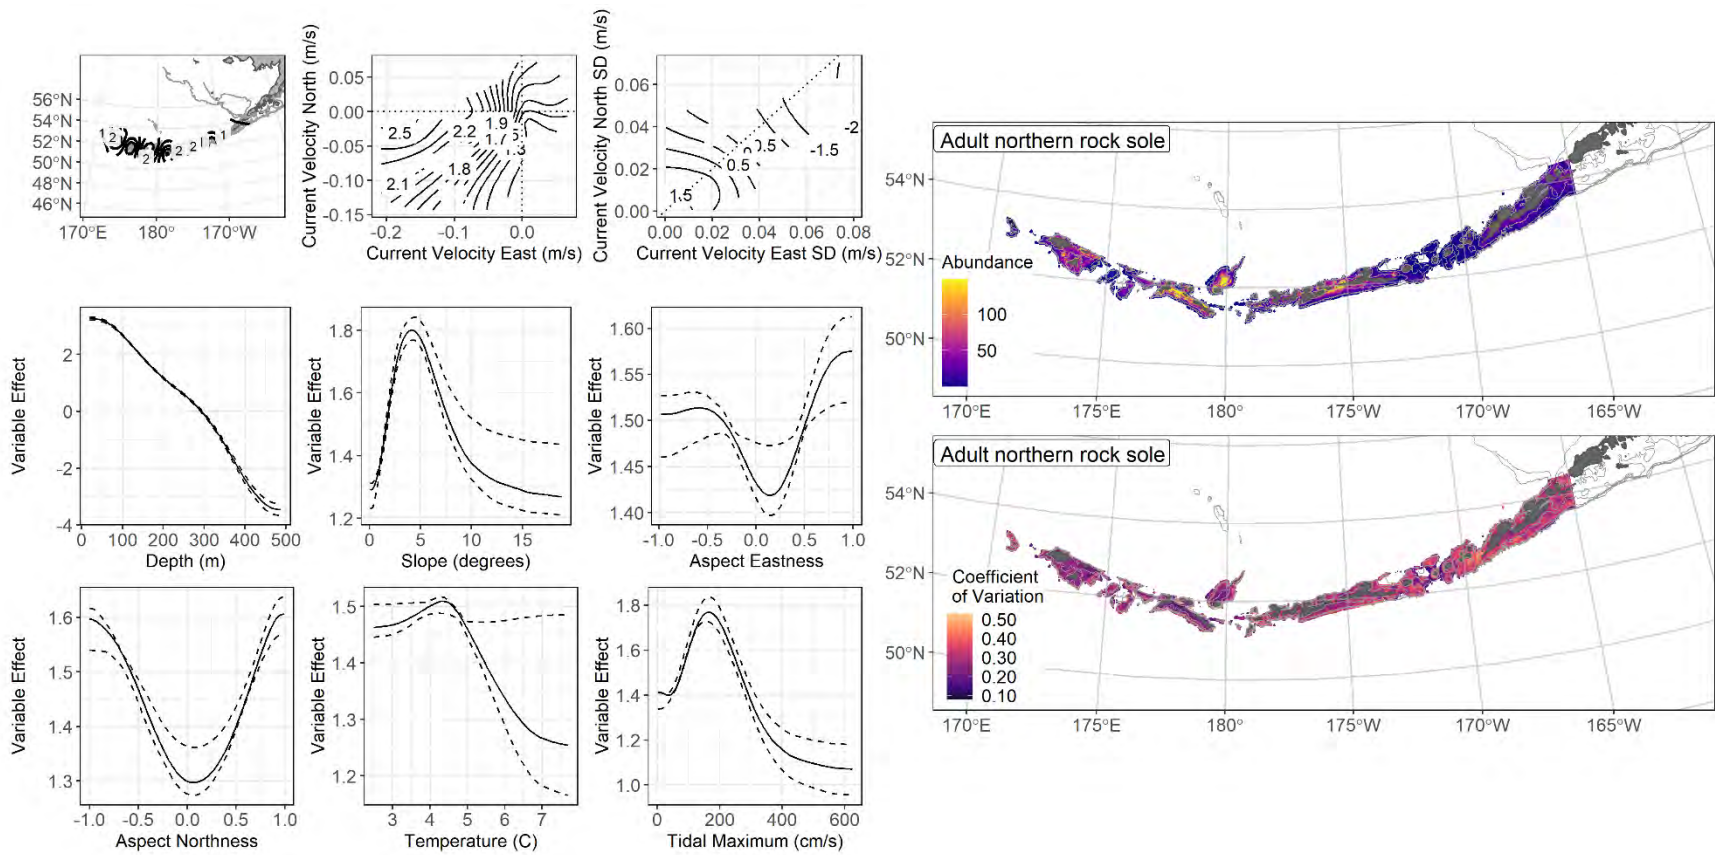 56°N
54°N
52°N
50°N
48°N
46°N
170°E
180°
170°W
1
2
2
2
2
1
1
Current Velocity North (m/s)
0.05
0.00
-0.05
-0.10
-0.15
2.5
2.2
1.9
1.7
1.8
2.1
-0.2
-0.1
0.0
Current Velocity East (m/s)
Current Velocity North SD (m/s)
0.06
0.04
0.02
0.00
-2
-1.5
0.5
0.5
1.5
0.00
0.02
0.04
0.06
0.08
Current Velocity East SD (m/s)
Variable Effect
2
0
-2
-4
0
100
200
300
400
500
Depth (m)
Variable Effect
1.8
1.6
1.4
1.2
0
5
10
15
Slope (degrees)
Variable Effect
1.60
1.55
1.50
1.45
1.40
-1.0
-0.5
0.0
0.5
1.0
Aspect Eastness
Variable Effect
1.6
1.5
1.4
1.3
-1.0
-0.5
0.0
0.5
1.0
Aspect Northness
Variable Effect
1.5
1.4
1.3
1.2
3
4
5
6
7
Temperature (C)
Variable Effect
1.8
1.6
1.4
1.2
1.0
0
200
400
600
Tidal Maximum (cm/s)
Adult northern rock sole
54°N
52°N
50°N
Abundance
100
50
170°E
175°E
180°
175°W
170°W
165°W
Adult northern rock sole
54°N
52°N
50°N
Coefficient
of Variation
0.50
0.40
0.30
0.20
0.10
170°E
175°E
180°
175°W
170°W
165°W